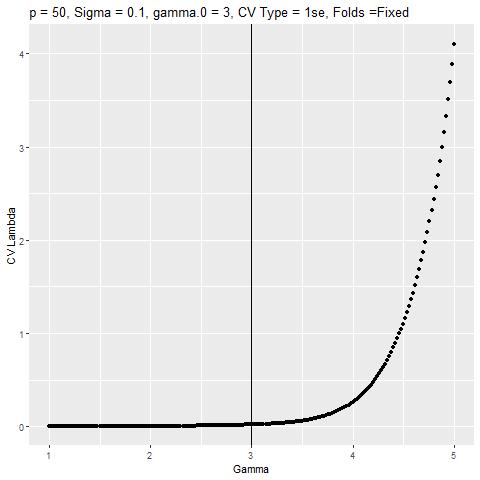 p = 50, Sigma = 0.1, gamma.0 = 3, CV Type = 1se, Folds =Fixed
4
3
2
1
0
CV.Lambda
1 2 3 4 5
Gamma